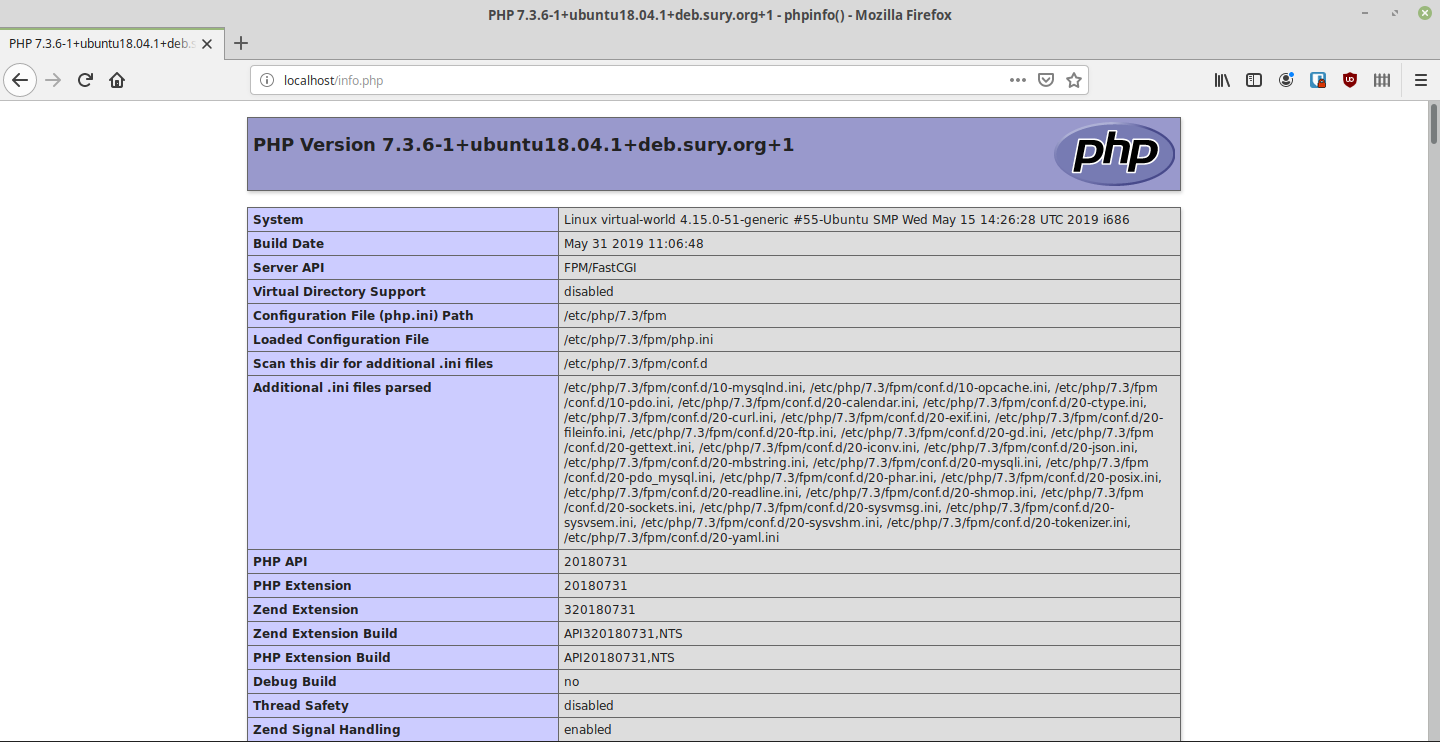 PHP 7.3.6-1+ubuntu18.04.1+deb.sury.org+1 - phpinfo() - Mozilla Firefox
PHP 7.3.6-1+ubuntu18.04.1+deb.s
localhost/info.php
PHP Version 7.3.6-1+ubuntu18.04.1+deb.sury.org+1
php
System Linux virtual-world 4.15.0-51-generic #55-Ubuntu SMP Wed May 15 14:26:28 UTC 2019 i686
Build Date May 31 2019 11:06:48
Server API FPM/FastCGI
Virtual Directory Support disabled
Configuration File (php.ini) Path /etc/php/7.3/fpm
Loaded Configuration File /etc/php/7.3/fpm/php.ini
Scan this dir for additional .ini files /etc/php/7.3/fpm/conf.d
Additional .ini files parsed /etc/php/7.3/fpm/conf.d/10-mysqlnd.ini, /etc/php/7.3/fpm/conf.d/10-opcache.ini, /etc/php/7.3/fpm
/conf.d/10-pdo.ini, /etc/php/7.3/fpm/conf.d/20-calendar.ini, /etc/php/7.3/fpm/conf.d/20-ctype.ini,
/etc/php/7.3/fpm/conf.d/20-curl.ini, /etc/php/7.3/fpm/conf.d/20-exif.ini, /etc/php/7.3/fpm/conf.d/20-
fileinfo.ini, /etc/php/7.3/fpm/conf.d/20-ftp.ini, /etc/php/7.3/fpm/conf.d/20-gd.ini, /etc/php/7.3/fpm
/conf.d/20-gettext.ini, /etc/php/7.3/fpm/conf.d/20-iconv.ini, /etc/php/7.3/fpm/conf.d/20-json.ini,
/etc/php/7.3/fpm/conf.d/20-mbstring.ini, /etc/php/7.3/fpm/conf.d/20-mysqli.ini, /etc/php/7.3/fpm
/conf.d/20-pdo_mysql.ini, /etc/php/7.3/fpm/conf.d/20-phar.ini, /etc/php/7.3/fpm/conf.d/20-posix.ini,
/etc/php/7.3/fpm/conf.d/20-readline.ini, /etc/php/7.3/fpm/conf.d/20-shmop.ini, /etc/php/7.3/fpm
/conf.d/20-sockets.ini, /etc/php/7.3/fpm/conf.d/20-sysvmsg.ini, /etc/php/7.3/fpm/conf.d/20-
sysvsem.ini, /etc/php/7.3/fpm/conf.d/20-sysvshm.ini, /etc/php/7.3/fpm/conf.d/20-tokenizer.ini,
/etc/php/7.3/fpm/conf.d/20-yaml.ini
PHP API 20180731
PHP Extension 20180731
Zend Extension 320180731
Zend Extension Build API320180731,NTS
PHP Extension Build API20180731,NTS
Debug Build no
Thread Safety disabled
Zend Signal Handling enabled